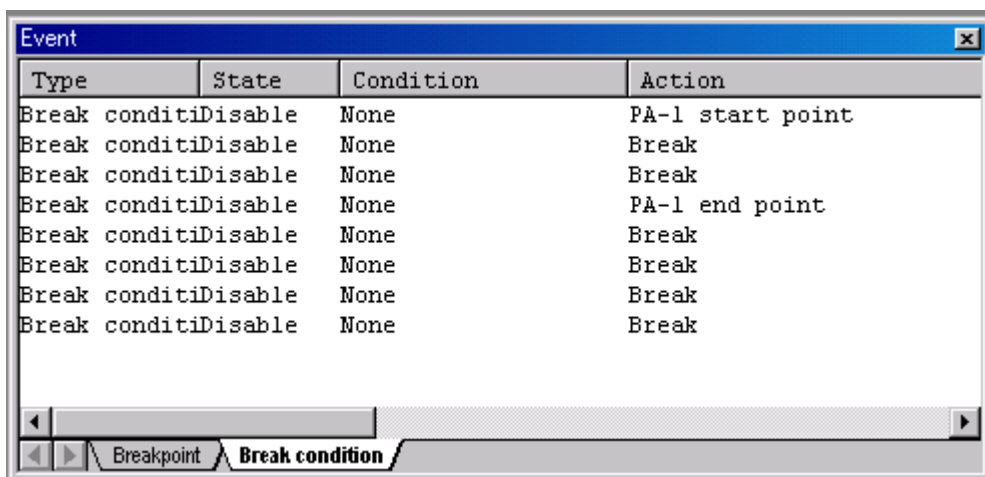 Event
Type State Condition Action
Break conditiDisable None PA-1 start point
Break conditiDisable None Break
Break conditiDisable None Break
Break conditiDisable None PA-1 end point
Break conditiDisable None Break
Break conditiDisable None Break
Break conditiDisable None Break
Break conditiDisable None Break
Breakpoint Break condition